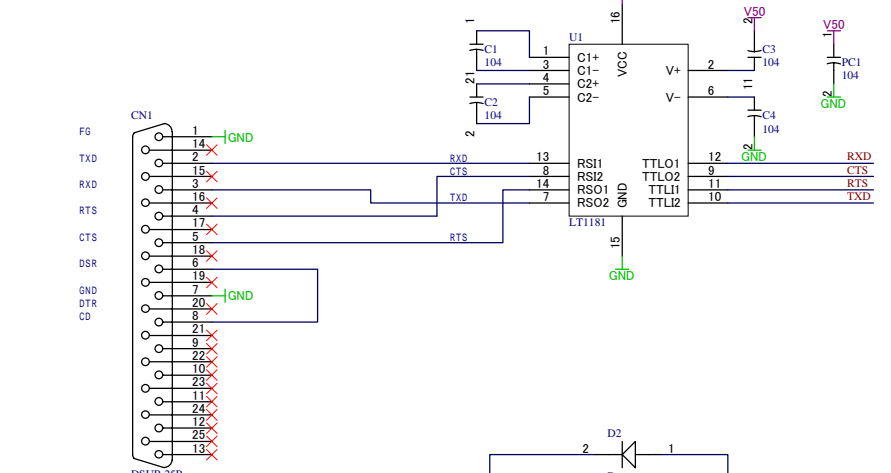 V50
2
16
1
U1
C1
104
1
3
4
5
C1+
C1-
C2+
C2-
VCC
V+
V-
2
6
C3
104
V50
1
PC1
104
2
GND
21
C2
104
2
11
C4
104
2
GND
CN1
FG
1
GND
14
TXD
2
RXD
13
RSI1
TTLO1
12
RXD
15
CTS
8
RSI2
TTLO2
9
CTS
RXD
3
14
RSO1
TTLI1
11
RTS
16
TXD
7
RSO2
GND
TTLI2
10
TXD
RTS
4
LT1181
17
CTS
5
RTS
15
18
DSR
6
GND
19
GND
7
GND
DTR
20
CD
8
21
9
22
10
23
11
24
12
25
13
D2
2
1